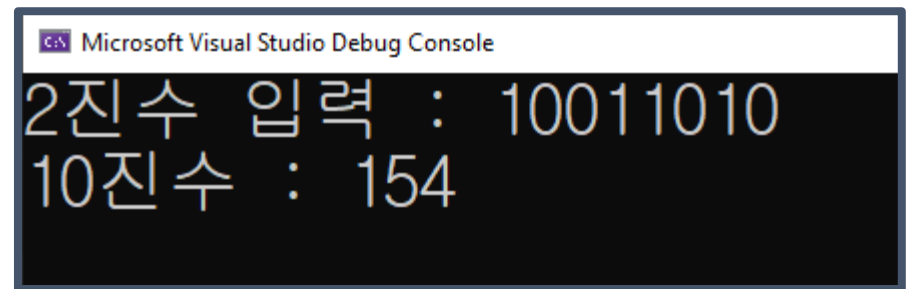 Microsoft Visual Studio Debug Console
2진수 입력 : 10011010
10진수 : 154